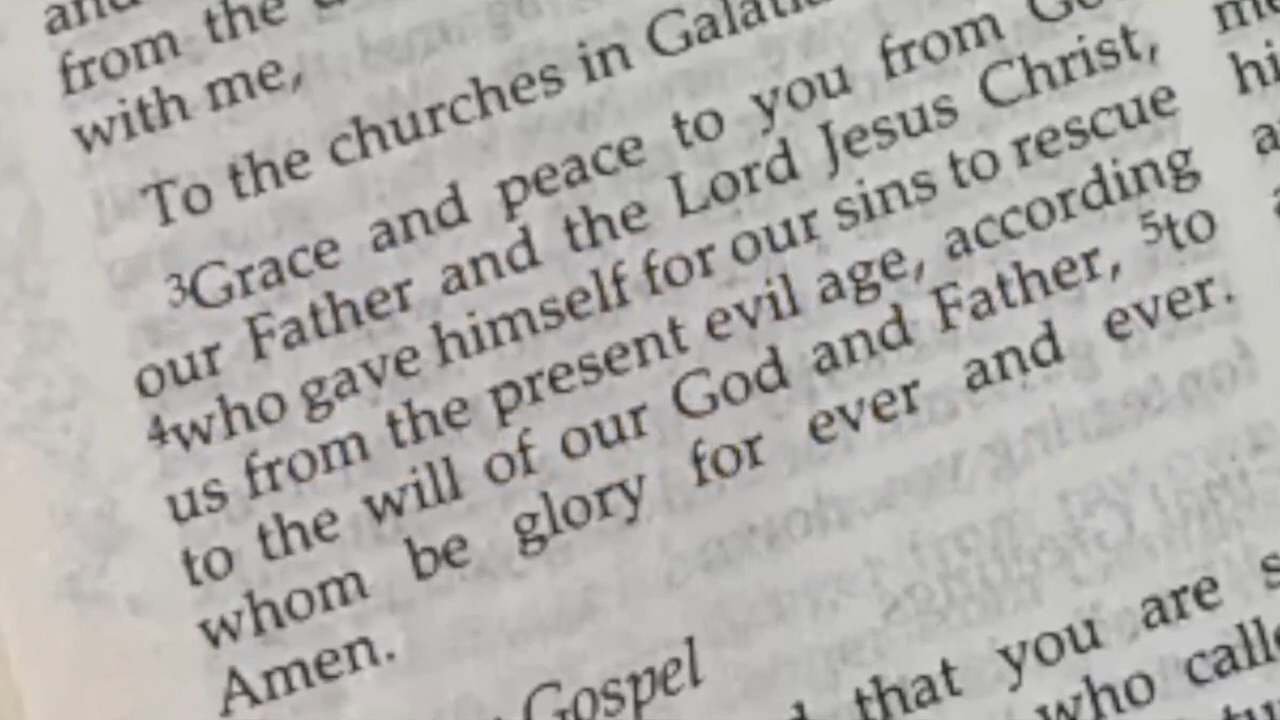 from the
with me,
To the churches in Galatia
³Grace and peace to you from God
our Father and the Lord Jesus Christ,
⁴who gave himself for our sins to rescue
us from the present evil age, according
to the will of our God and Father, ⁵to
whom be glory for ever and ever.
Amen.
Gospel
that you are
who called